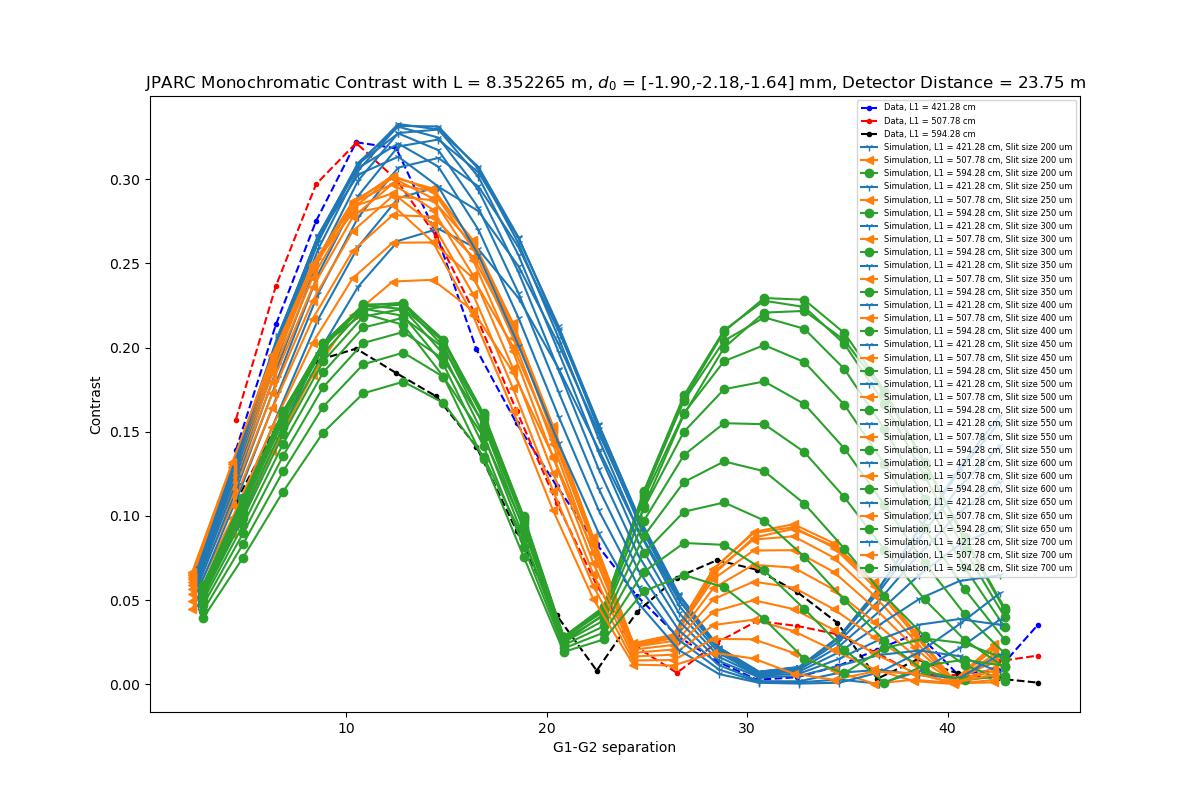 JPARC Monochromatic Contrast with L = 8.352265 m, d₀ = [-1.90,-2.18,-1.64] mm, Detector Distance = 23.75 m
Data, L1 = 421.28 cm
Data, L1 = 507.78 cm
Data, L1 = 594.28 cm
Simulation, L1 = 421.28 cm, Slit size 200 um
Simulation, L1 = 507.78 cm, Slit size 200 um
Simulation, L1 = 594.28 cm, Slit size 200 um
Simulation, L1 = 421.28 cm, Slit size 250 um
Simulation, L1 = 507.78 cm, Slit size 250 um
Simulation, L1 = 594.28 cm, Slit size 250 um
Simulation, L1 = 421.28 cm, Slit size 300 um
Simulation, L1 = 507.78 cm, Slit size 300 um
Simulation, L1 = 594.28 cm, Slit size 300 um
Simulation, L1 = 421.28 cm, Slit size 350 um
Simulation, L1 = 507.78 cm, Slit size 350 um
Simulation, L1 = 594.28 cm, Slit size 350 um
Simulation, L1 = 421.28 cm, Slit size 400 um
Simulation, L1 = 507.78 cm, Slit size 400 um
Simulation, L1 = 594.28 cm, Slit size 400 um
Simulation, L1 = 421.28 cm, Slit size 450 um
Simulation, L1 = 507.78 cm, Slit size 450 um
Simulation, L1 = 594.28 cm, Slit size 450 um
Simulation, L1 = 421.28 cm, Slit size 500 um
Simulation, L1 = 507.78 cm, Slit size 500 um
Simulation, L1 = 594.28 cm, Slit size 500 um
Simulation, L1 = 421.28 cm, Slit size 550 um
Simulation, L1 = 507.78 cm, Slit size 550 um
Simulation, L1 = 594.28 cm, Slit size 550 um
Simulation, L1 = 421.28 cm, Slit size 600 um
Simulation, L1 = 507.78 cm, Slit size 600 um
Simulation, L1 = 594.28 cm, Slit size 600 um
Simulation, L1 = 421.28 cm, Slit size 650 um
Simulation, L1 = 507.78 cm, Slit size 650 um
Simulation, L1 = 594.28 cm, Slit size 650 um
Simulation, L1 = 421.28 cm, Slit size 700 um
Simulation, L1 = 507.78 cm, Slit size 700 um
Simulation, L1 = 594.28 cm, Slit size 700 um
0.30
0.25
0.20
0.15
0.10
0.05
0.00
Contrast
10
20
30
40
G1-G2 separation